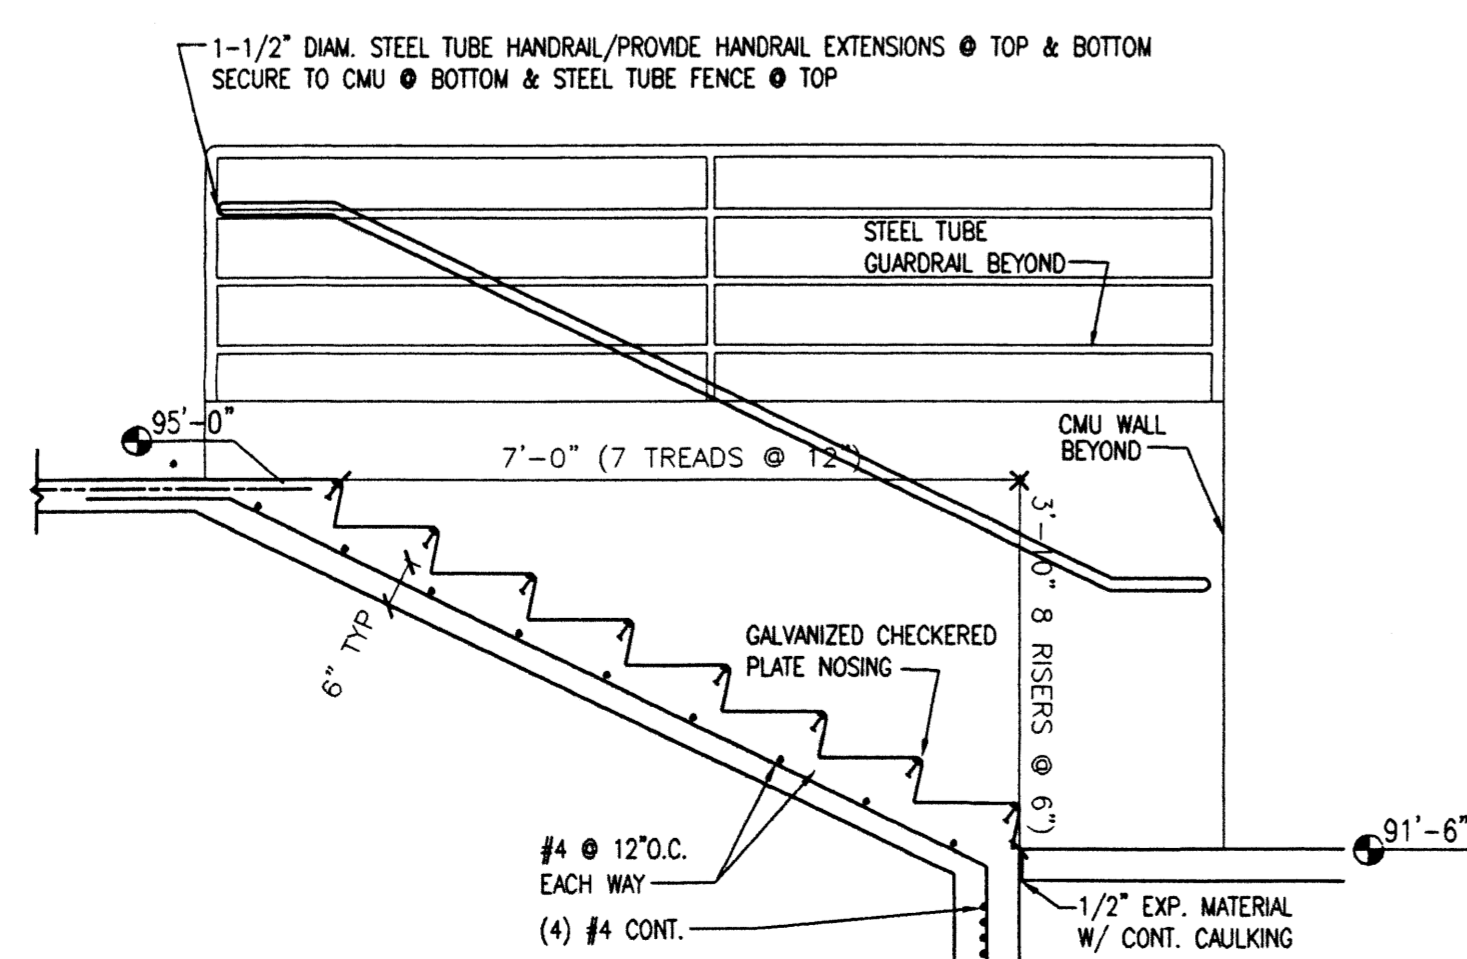 1-1/2" DIAM. STEEL TUBE HANDRAIL/PROVIDE HANDRAIL EXTENSIONS @ TOP & BOTTOM
SECURE TO CMU @ BOTTOM & STEEL TUBE FENCE @ TOP
STEEL TUBE
GUARDRAIL BEYOND
95'-0"
7'-0" (7 TREADS @ 12")
CMU WALL
BEYOND
3'-10" 8 RISERS @ 6")
6" TYP
GALVANIZED CHECKERED
PLATE NOSING
91'-6"
#4 @ 12"O.C.
EACH WAY
(4) #4 CONT.
1/2" EXP. MATERIAL
W/ CONT. CAULKING